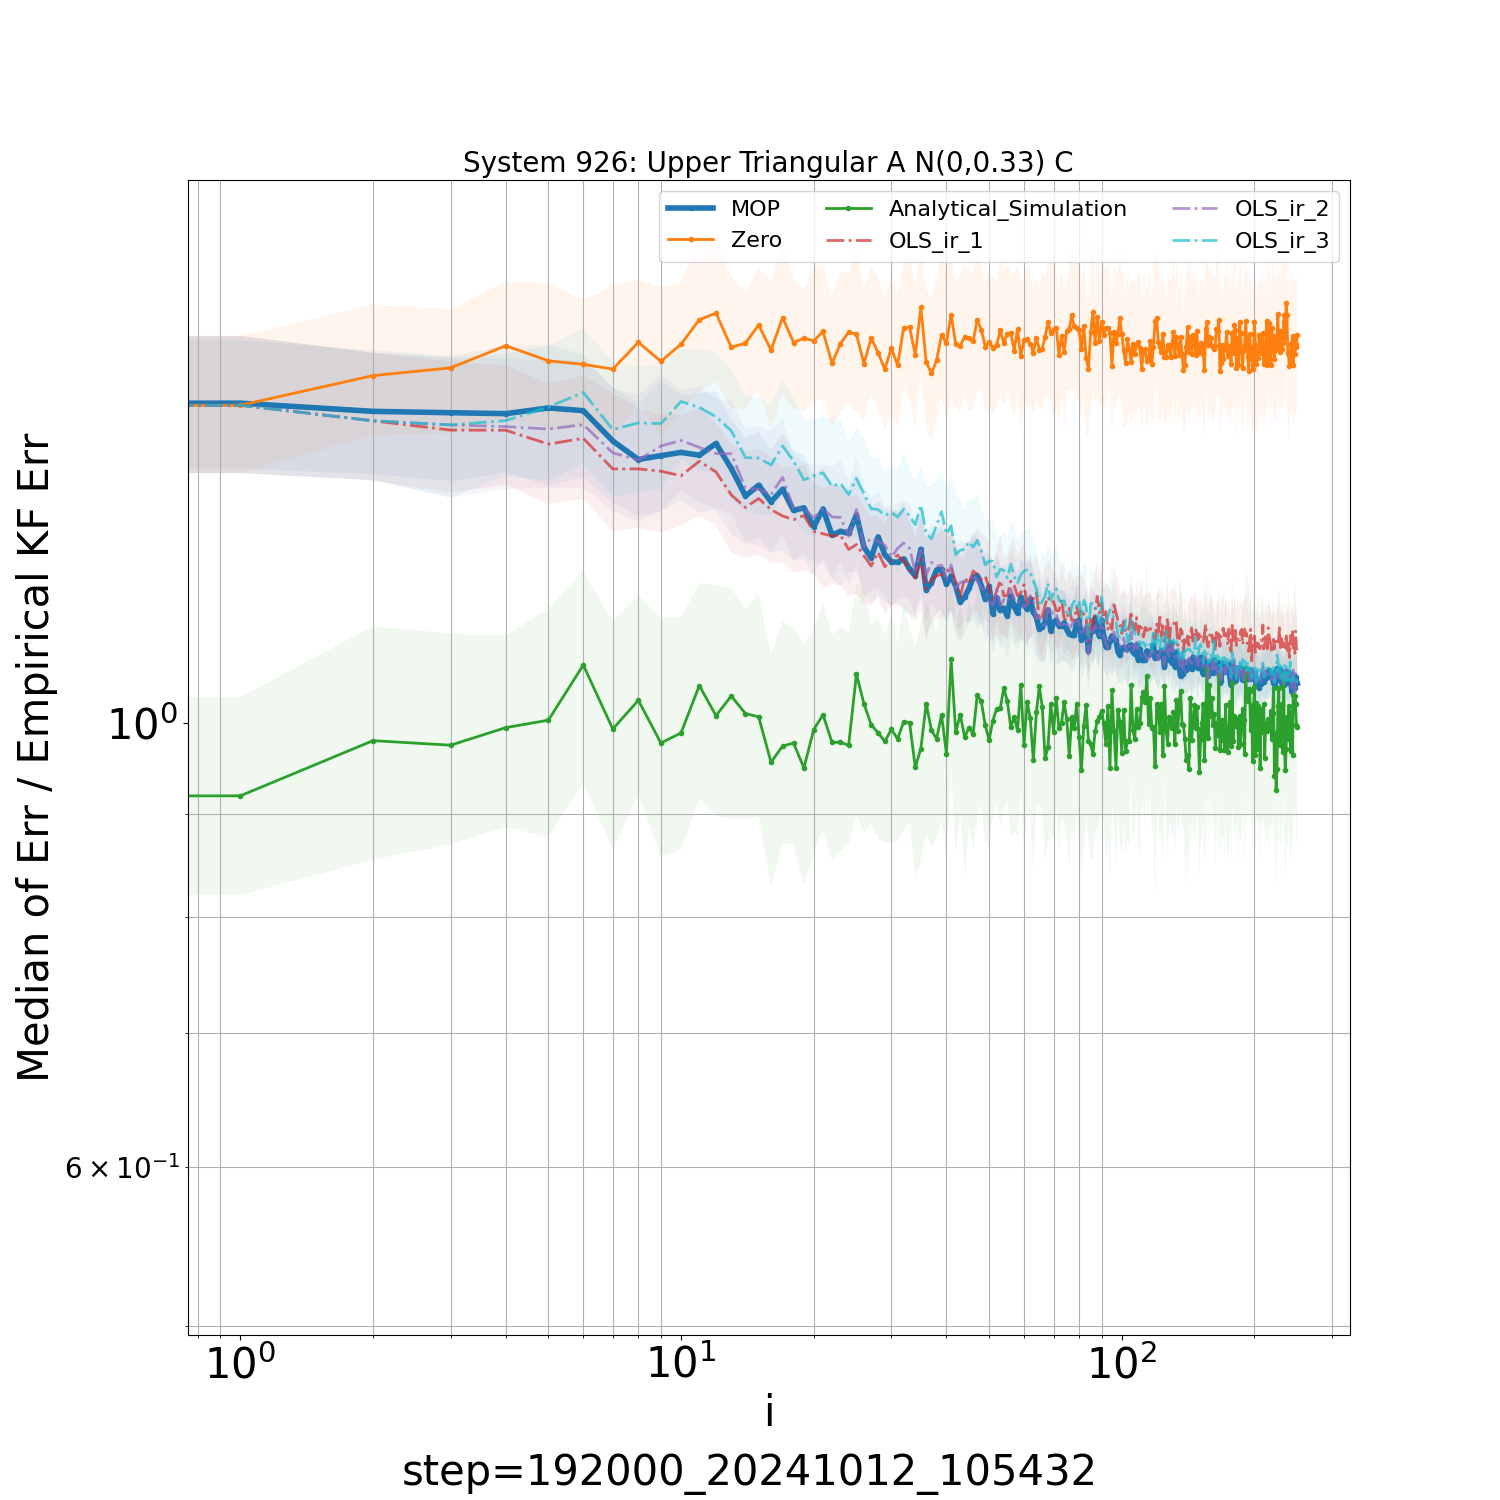 System 926: Upper Triangular A N(0,0.33) C
MOP
Zero
Analytical_Simulation
OLS_ir_1
OLS_ir_2
OLS_ir_3
Median of Err / Empirical KF Err
10⁰
6 × 10⁻¹
10⁰
10¹
10²
i
step=192000_20241012_105432